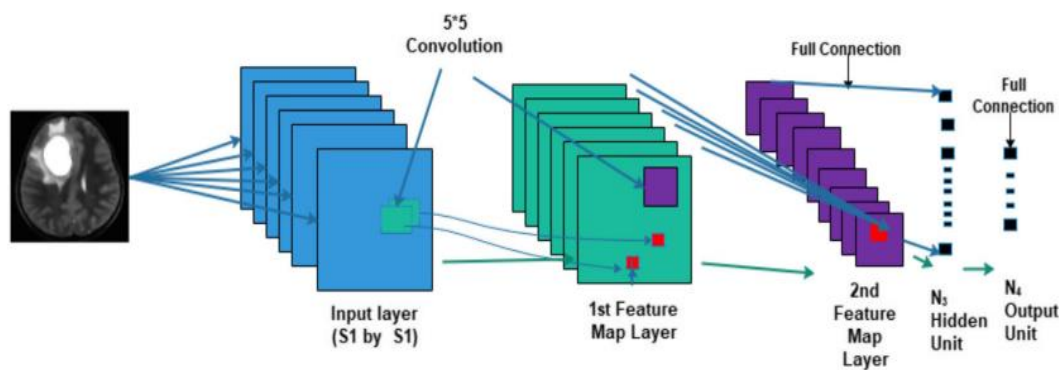 5*5
Convolution
Full Connection
Full
Connection
Input layer
(S1 by S1)
1st Feature
Map Layer
2nd
Feature
Map
Layer
N₃
Hidden
Unit
N₄
Output
Unit